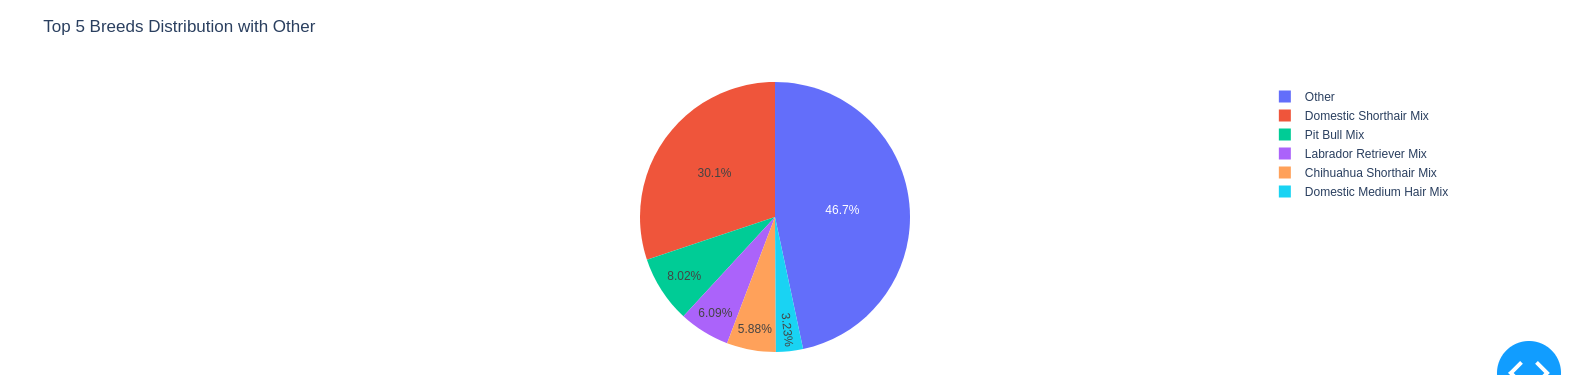 Top 5 Breeds Distribution with Other
Other
Domestic Shorthair Mix
Pit Bull Mix
Labrador Retriever Mix
Chihuahua Shorthair Mix
Domestic Medium Hair Mix
30.1%
46.7%
8.02%
6.09%
5.88%
3.23%